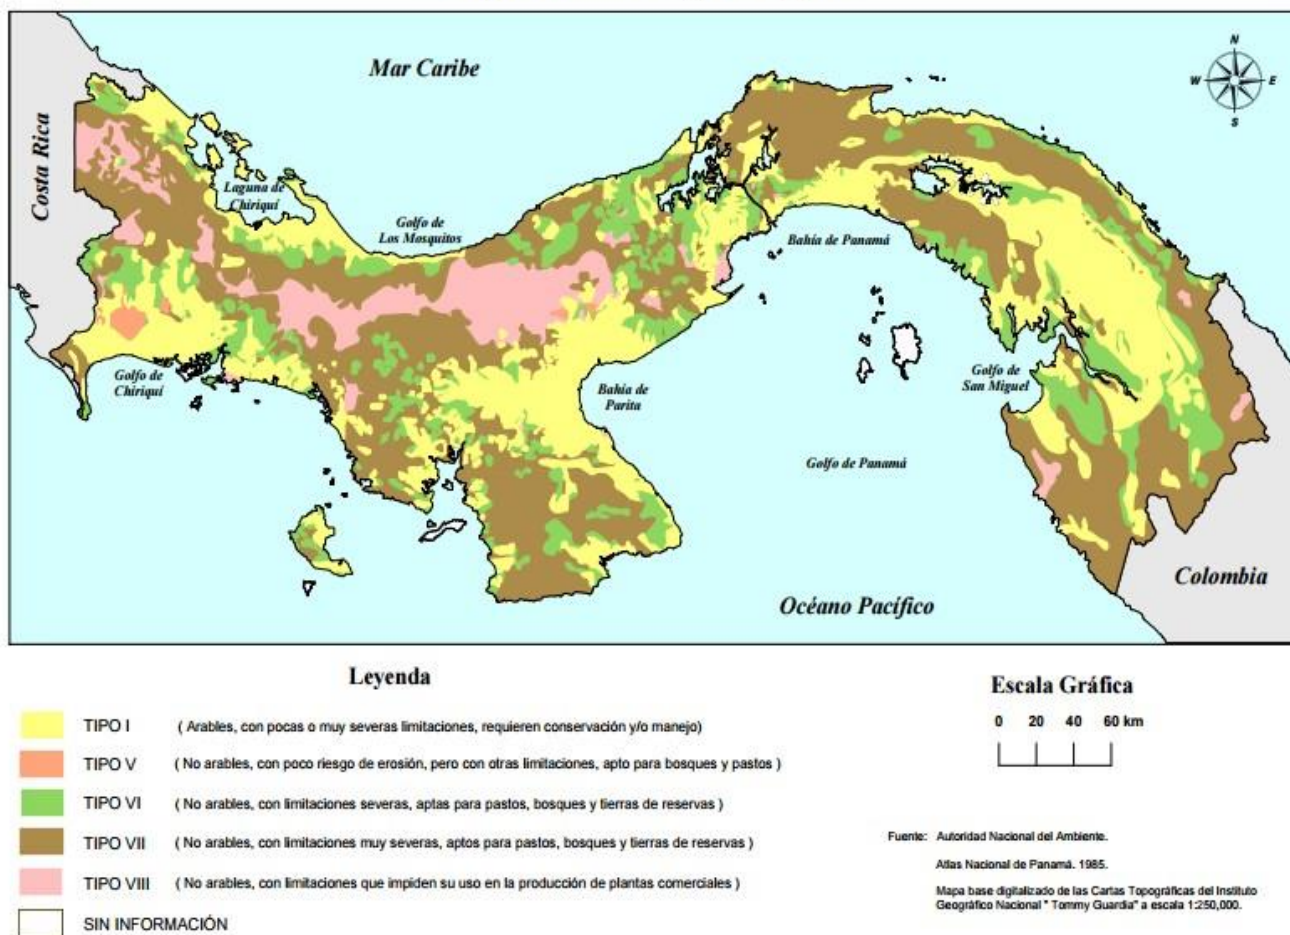 Mar Caribe
N
W
E
S
Costa Rica
Laguna de
Chiriquí
Golfo de
Los Mosquitos
Bahía de Panamá
Golfo de
Chiriquí
Bahía de
Parita
Golfo de
San Miguel
Golfo de Panamá
Océano Pacífico
Colombia
Leyenda
TIPO I ( Arables, con pocas o muy severas limitaciones, requieren conservación y/o manejo)
TIPO V ( No arables, con poco riesgo de erosión, pero con otras limitaciones, apto para bosques y pastos )
TIPO VI ( No arables, con limitaciones severas, aptas para pastos, bosques y tierras de reservas )
TIPO VII ( No arables, con limitaciones muy severas, aptos para pastos, bosques y tierras de reservas )
TIPO VIII ( No arables, con limitaciones que impiden su uso en la producción de plantas comerciales )
SIN INFORMACIÓN
Escala Gráfica
0 20 40 60 km
Fuente: Autoridad Nacional del Ambiente.
Atlas Nacional de Panamá. 1985.
Mapa base digitalizado de las Cartas Topográficas del Instituto
Geográfico Nacional " Tommy Guardia" a escala 1:250,000.